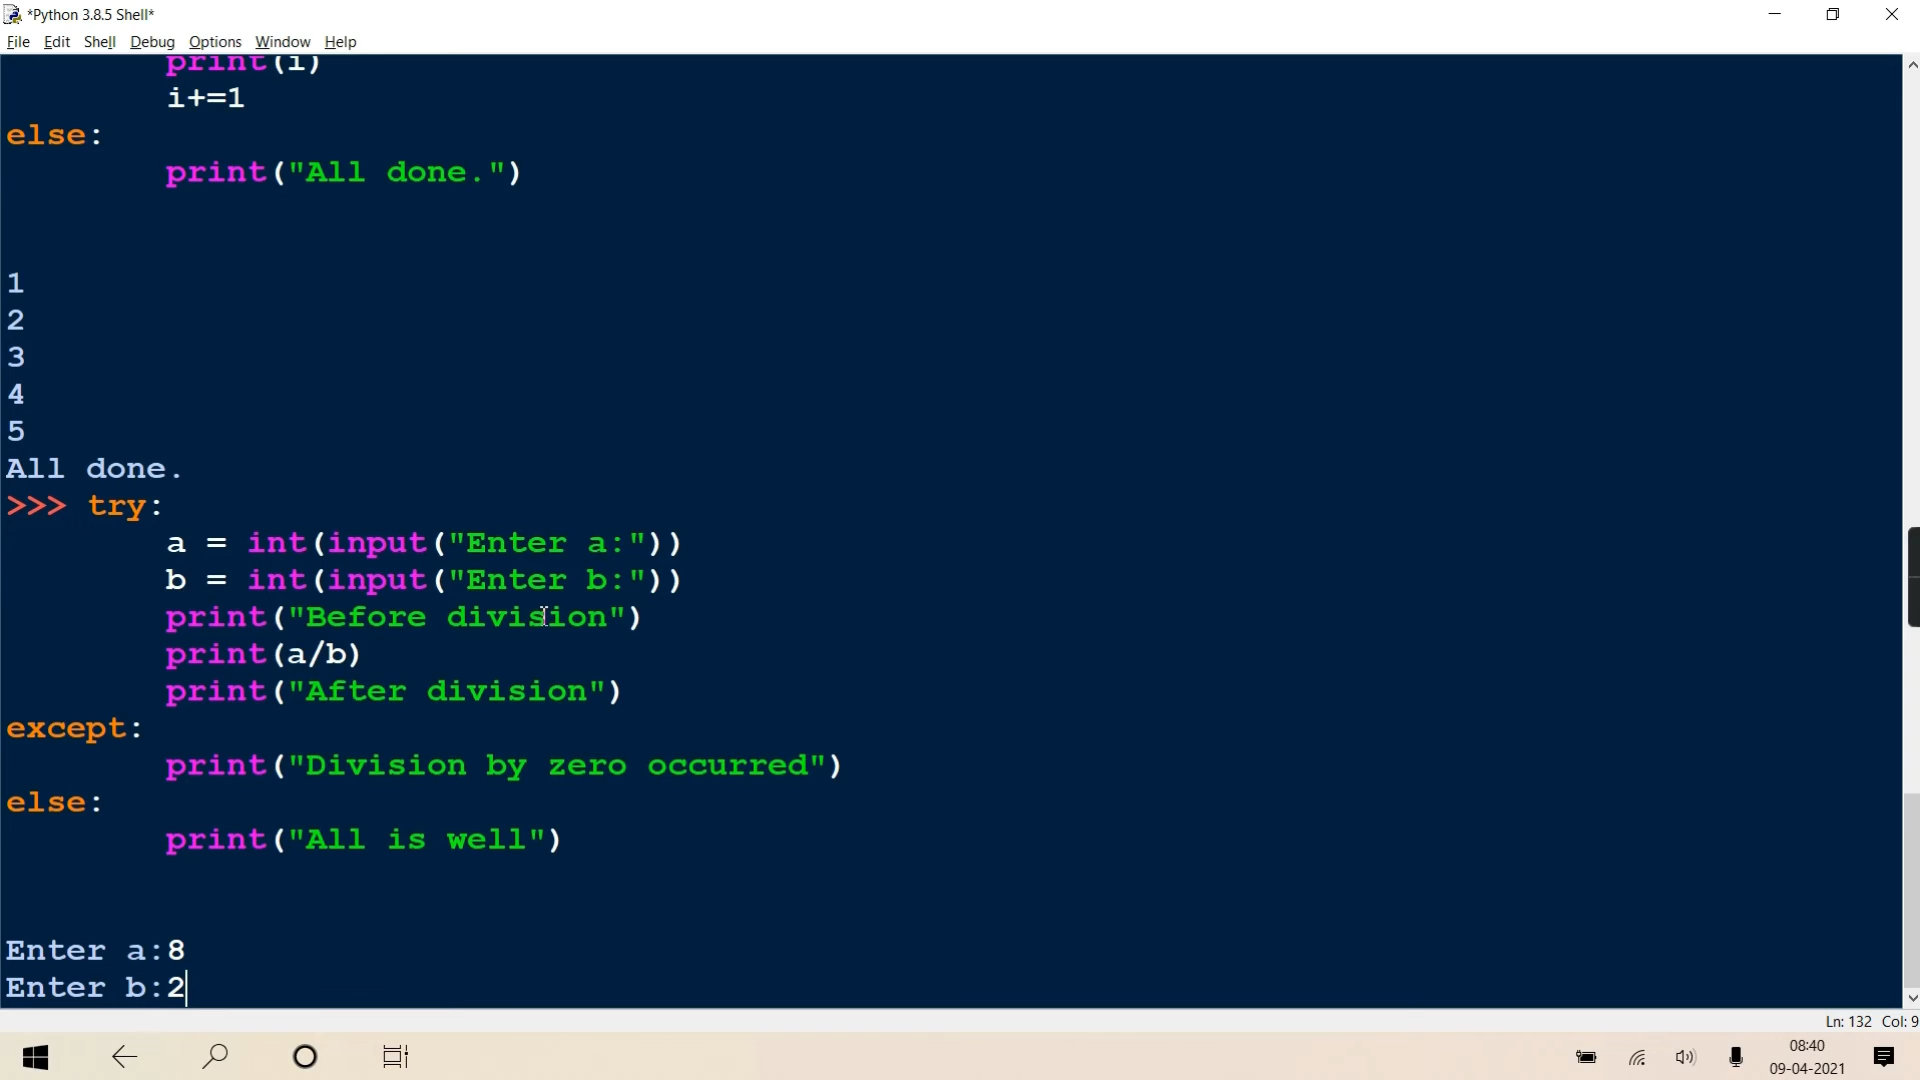 *Python 3.8.5 Shell*
File Edit Shell Debug Options Window Help
print(i)
i+=1
else:
print("All done.")
1
2
3
4
5
All done.
>>> try:
a = int(input("Enter a:"))
b = int(input("Enter b:"))
print("Before division")
print(a/b)
print("After division")
except:
print("Division by zero occurred")
else:
print("All is well")
Enter a:8
Enter b:2
Ln: 132 Col: 9
08:40
09-04-2021